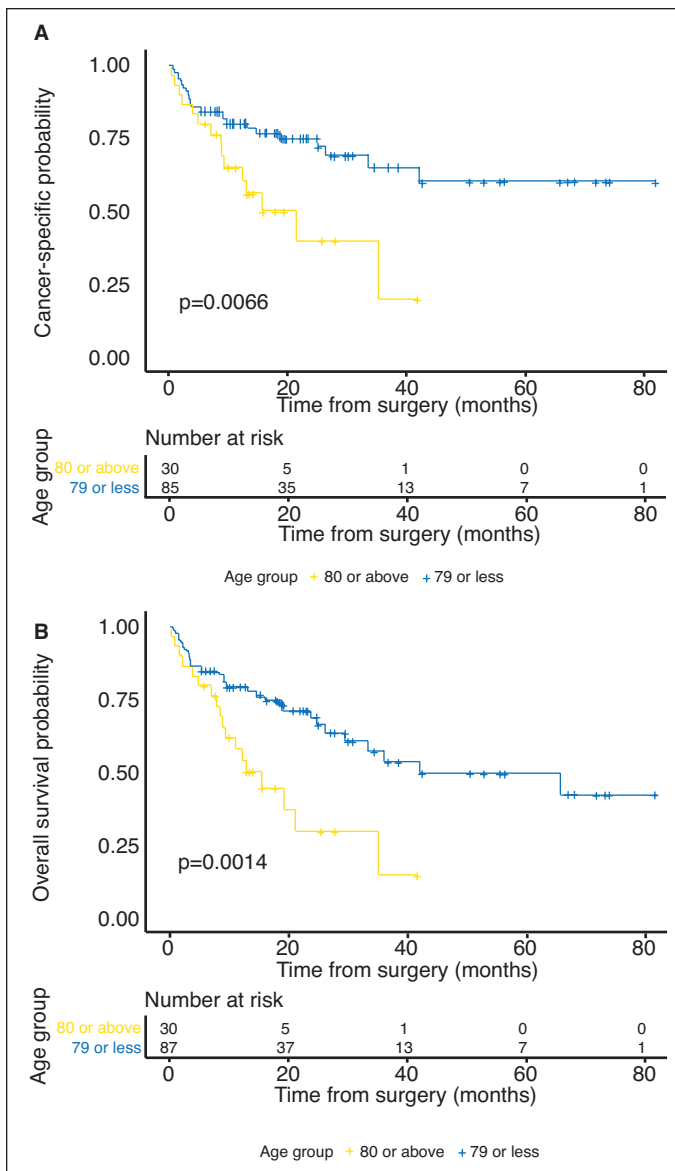 A
1.00
0.75
0.50
0.25
0.00
Cancer-specific probability
p=0.0066
0 20 40 60 80
Time from surgery (months)
Number at risk
Age group
80 or above 30 5 1 0 0
79 or less 85 35 13 7 1
0 20 40 60 80
Time from surgery (months)
Age group + 80 or above + 79 or less
B
1.00
0.75
0.50
0.25
0.00
Overall survival probability
p=0.0014
0 20 40 60 80
Time from surgery (months)
Number at risk
Age group
80 or above 30 5 1 0 0
79 or less 87 37 13 7 1
0 20 40 60 80
Time from surgery (months)
Age group + 80 or above + 79 or less